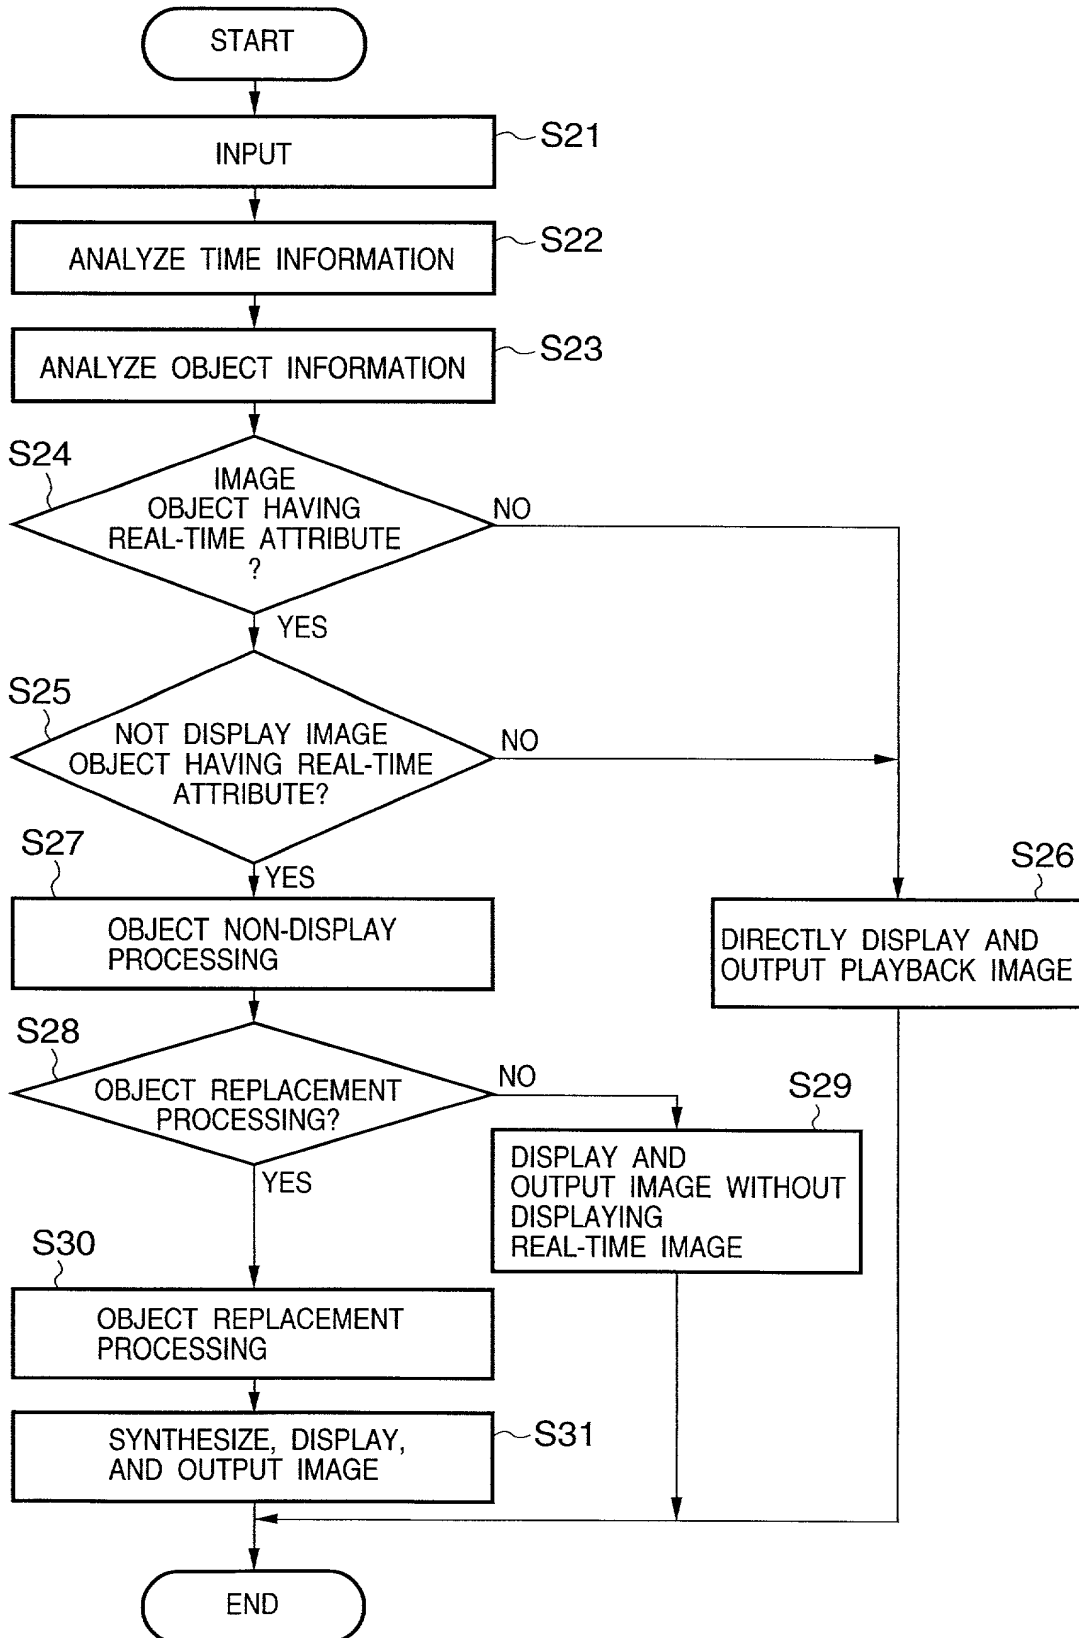 START
INPUT
S21
ANALYZE TIME INFORMATION
S22
ANALYZE OBJECT INFORMATION
S23
S24
IMAGE
OBJECT HAVING
REAL-TIME ATTRIBUTE
?
NO
YES
S25
NOT DISPLAY IMAGE
OBJECT HAVING REAL-TIME
ATTRIBUTE?
NO
YES
S27
OBJECT NON-DISPLAY
PROCESSING
S26
DIRECTLY DISPLAY AND
OUTPUT PLAYBACK IMAGE
S28
OBJECT REPLACEMENT
PROCESSING?
NO
YES
S29
DISPLAY AND
OUTPUT IMAGE WITHOUT
DISPLAYING
REAL-TIME IMAGE
S30
OBJECT REPLACEMENT
PROCESSING
SYNTHESIZE, DISPLAY,
AND OUTPUT IMAGE
S31
END